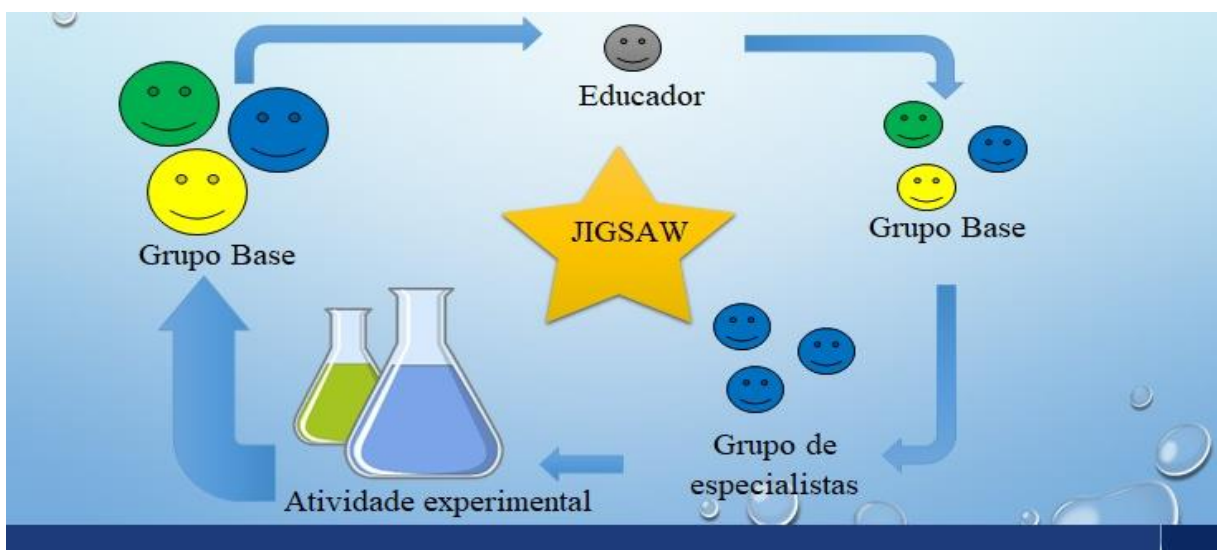 Educador
Grupo Base
JIGSAW
Grupo Base
Grupo de
especialistas
Atividade experimental